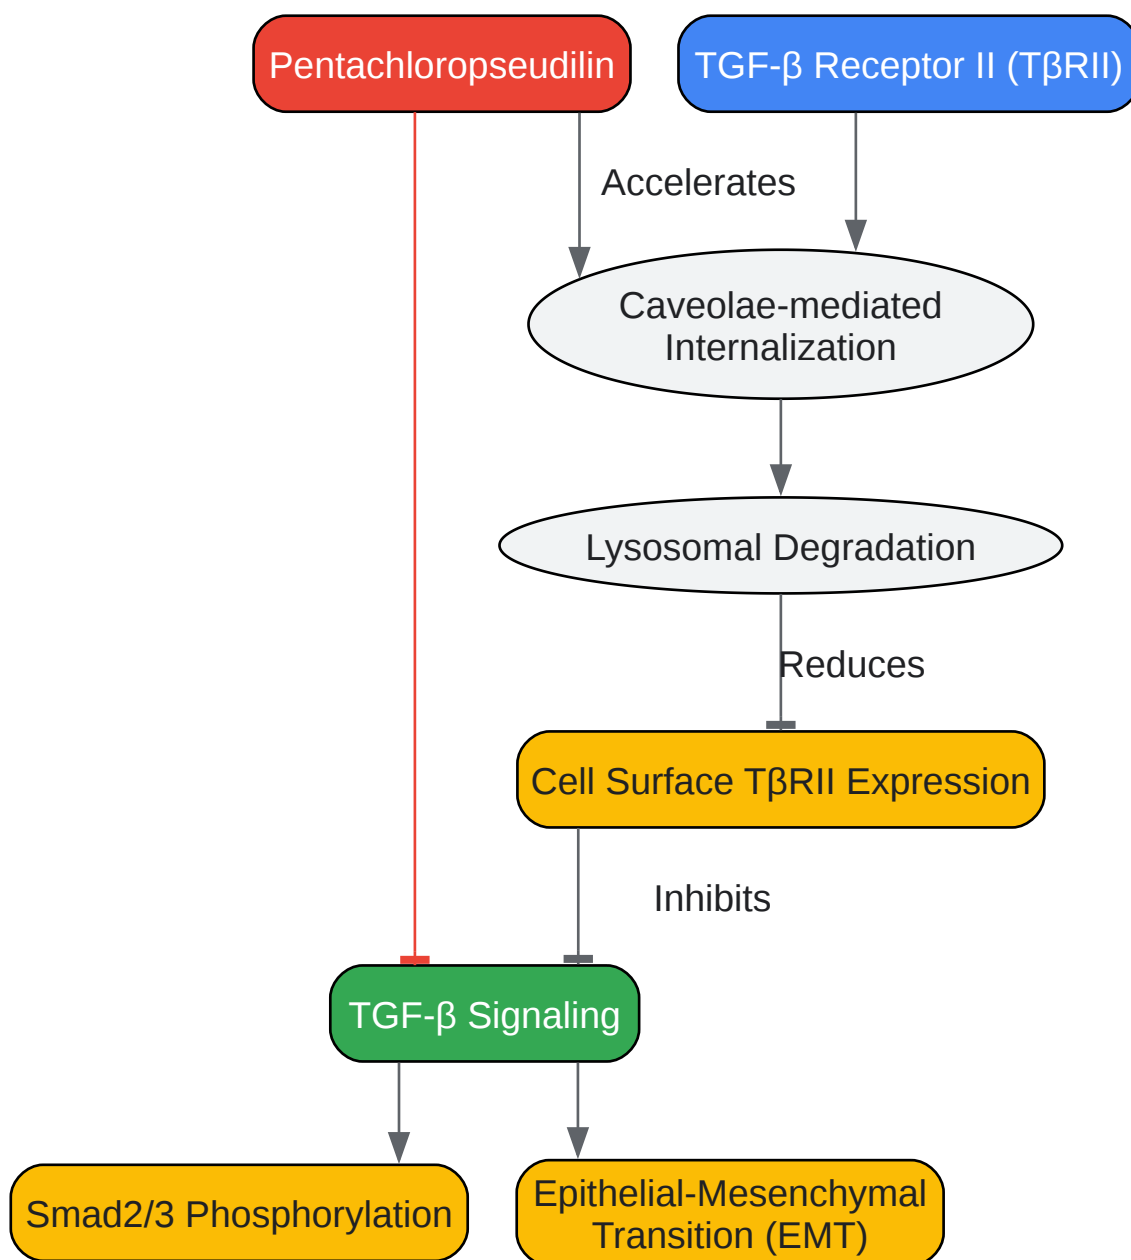 Pentachloropseudilin
TGF-β Receptor II (TβRII)
Accelerates
Caveolae-mediated
Internalization
Lysosomal Degradation
Reduces
Cell Surface TβRII Expression
Inhibits
TGF-β Signaling
Smad2/3 Phosphorylation
Epithelial-Mesenchymal
Transition (EMT)